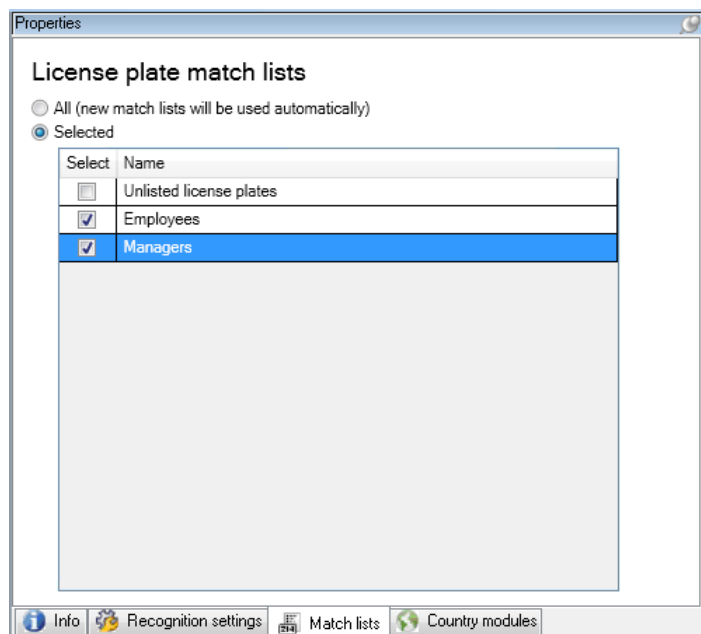 Properties
License plate match lists
All (new match lists will be used automatically)
Selected
Select Name
Unlisted license plates
Employees
Managers
Info Recognition settings Match lists Country modules